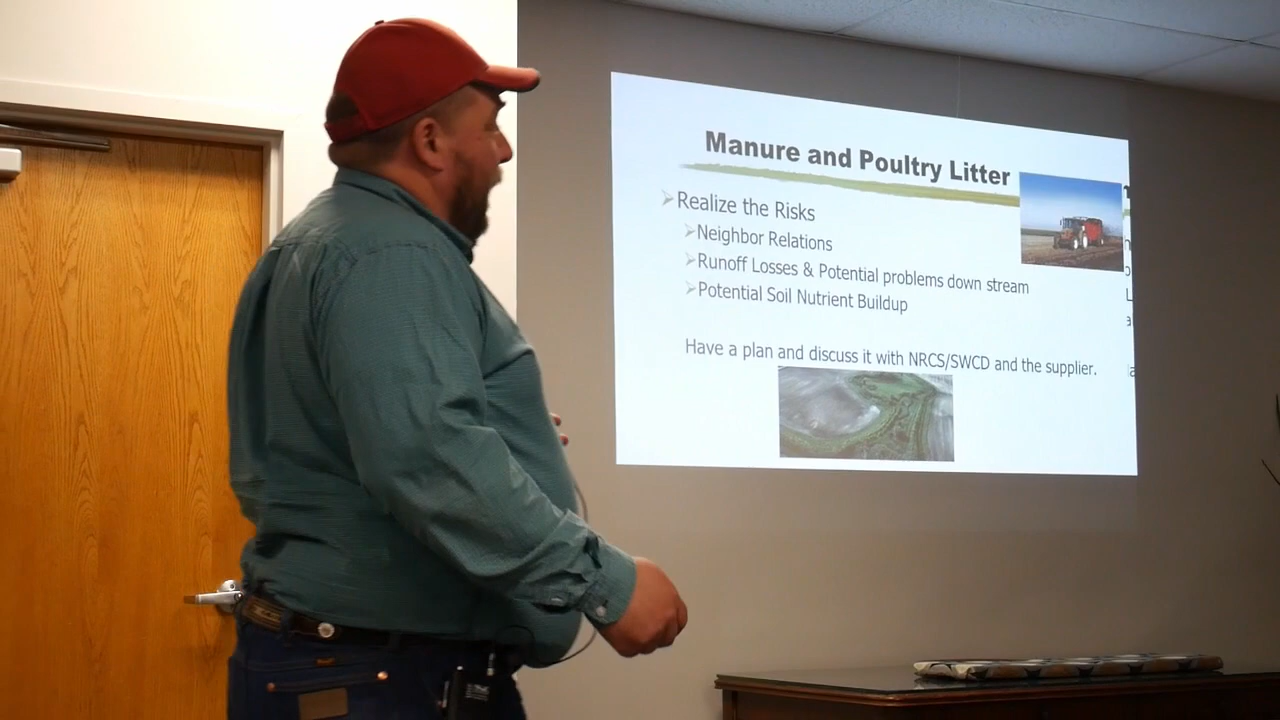 Manure and Poultry Litter
Realize the Risks
Neighbor Relations
Runoff Losses & Potential problems down stream
Potential Soil Nutrient Buildup
Have a plan and discuss it with NRCS/SWCD and the supplier.